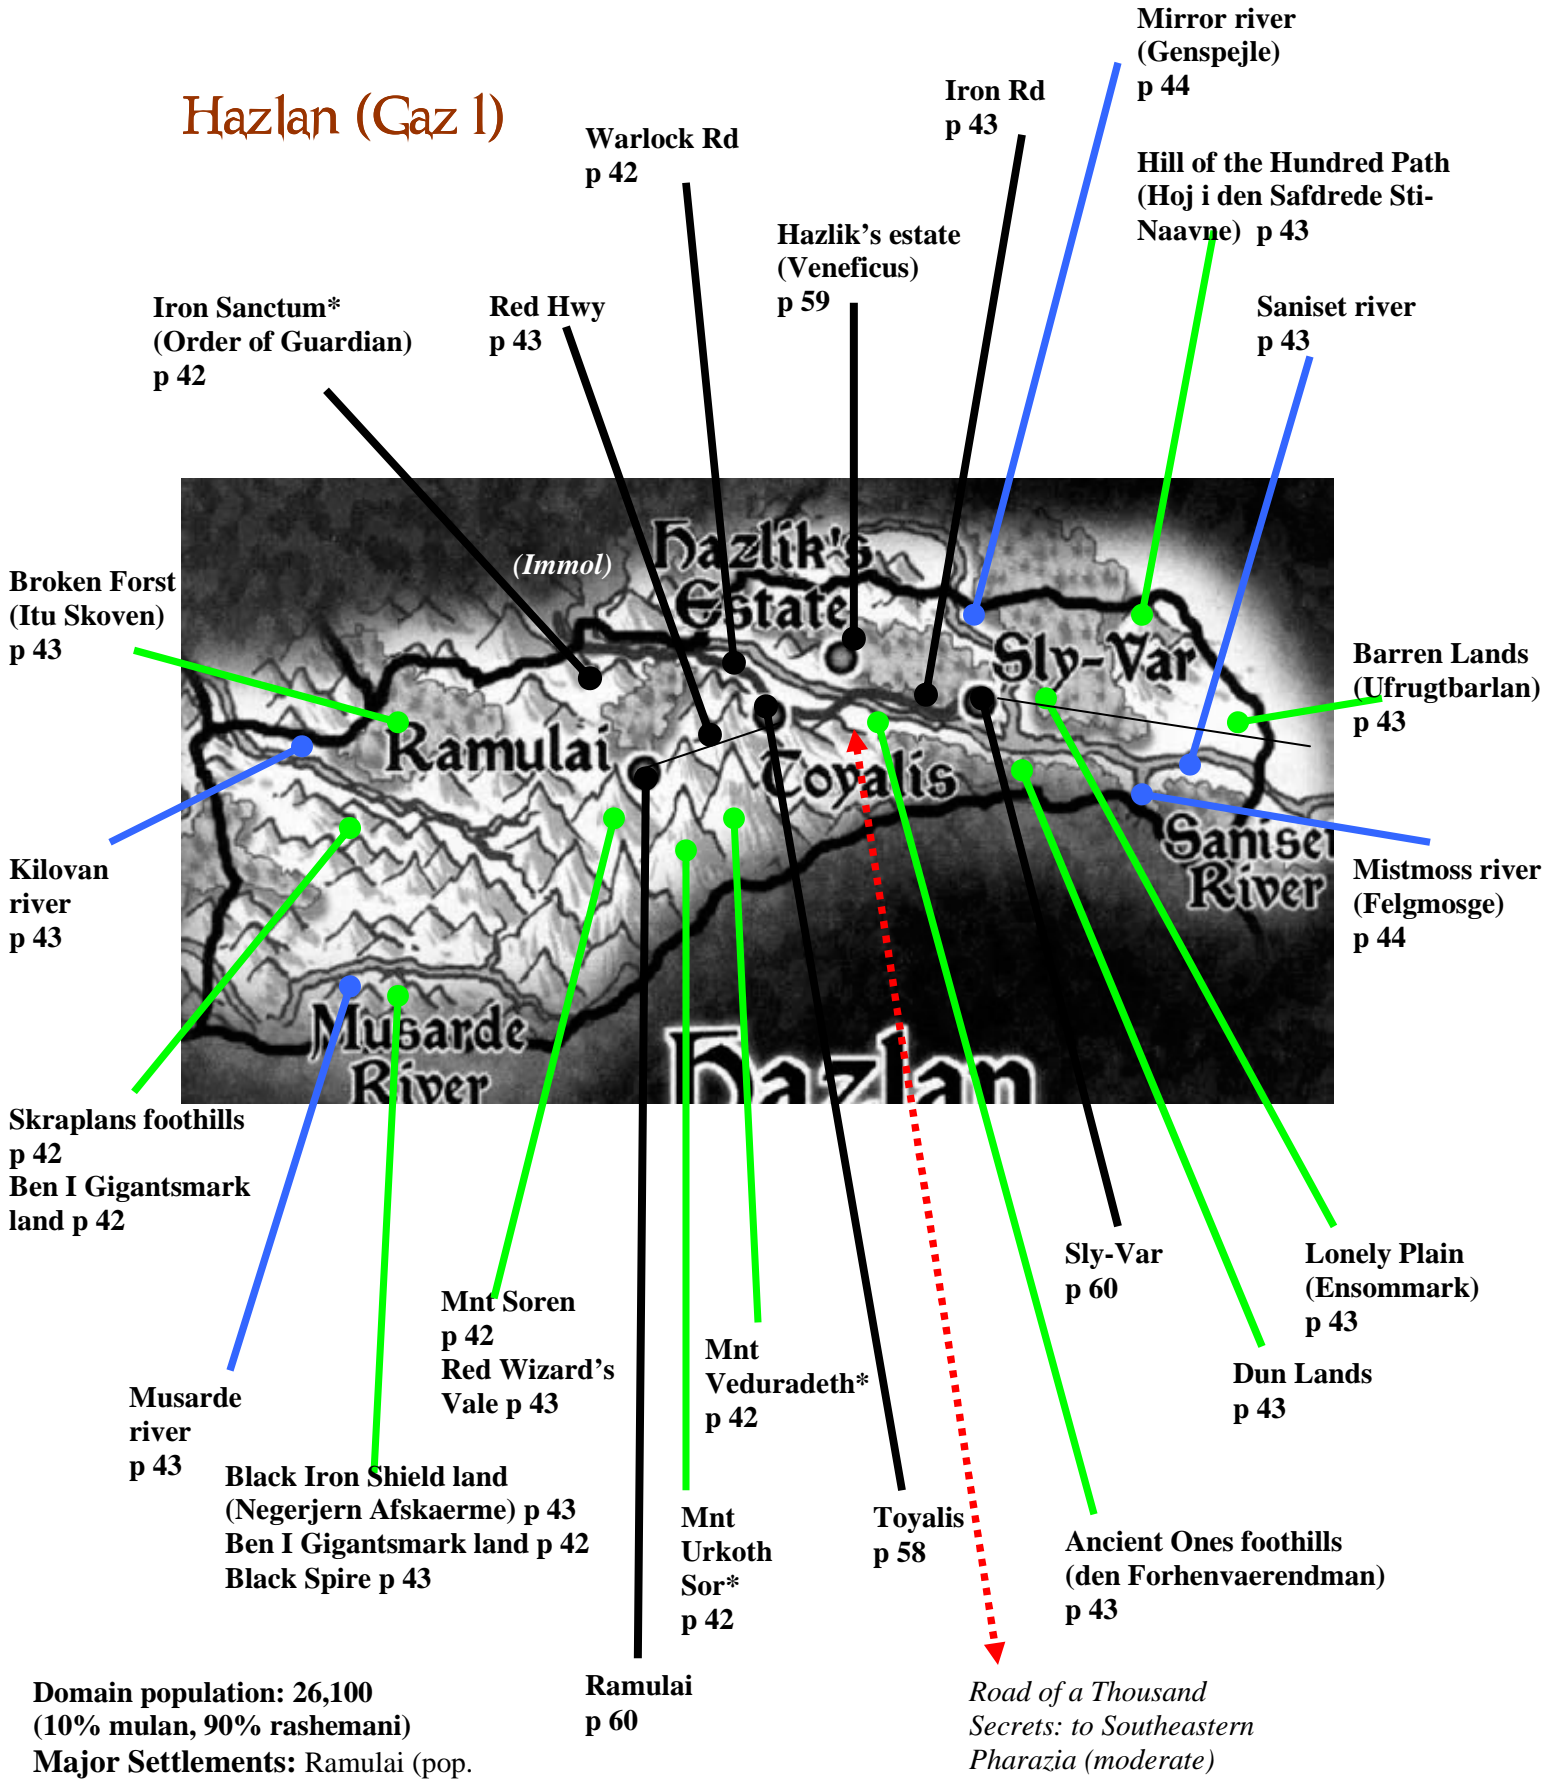 Mirror river
(Genspejle)
p 44
Iron Rd
p 43
Hazlan (Gaz I)
Warlock Rd
p 42
Hill of the Hundred Path
(Hoj i den Safdrede Sti-
Naavne) p 43
Hazlik's estate
(Veneficus)
p 59
Iron Sanctum*
(Order of Guardian)
p 42
Red Hwy
p 43
Saniset river
p 43
Hazlik's
Estate
(Immol)
Broken Forst
(Itu Skoven)
p 43
Sly-Var
Barren Lands
(Ufrugtbarlan)
p 43
Ramulai
Toyalis
Saniset
River
Kilovan
river
p 43
Mistmoss river
(Felgmosge)
p 44
Musarde
River
Hazlan
Skraplans foothills
p 42
Ben I Gigantsmark
land p 42
Sly-Var
p 60
Lonely Plain
(Ensommark)
p 43
Mnt Soren
p 42
Red Wizard's
Vale p 43
Mnt
Veduradeth*
p 42
Dun Lands
p 43
Musarde
river
p 43
Black Iron Shield land
(Negerjern Afskaerme) p 43
Ben I Gigantsmark land p 42
Black Spire p 43
Mnt
Urkoth
Sor*
p 42
Toyalis
p 58
Ancient Ones foothills
(den Forhenvaerendman)
p 43
Ramulai
p 60
Road of a Thousand
Secrets: to Southeastern
Pharazia (moderate)
Domain population: 26,100
(10% mulan, 90% rashemani)
Major Settlements: Ramulai (pop.